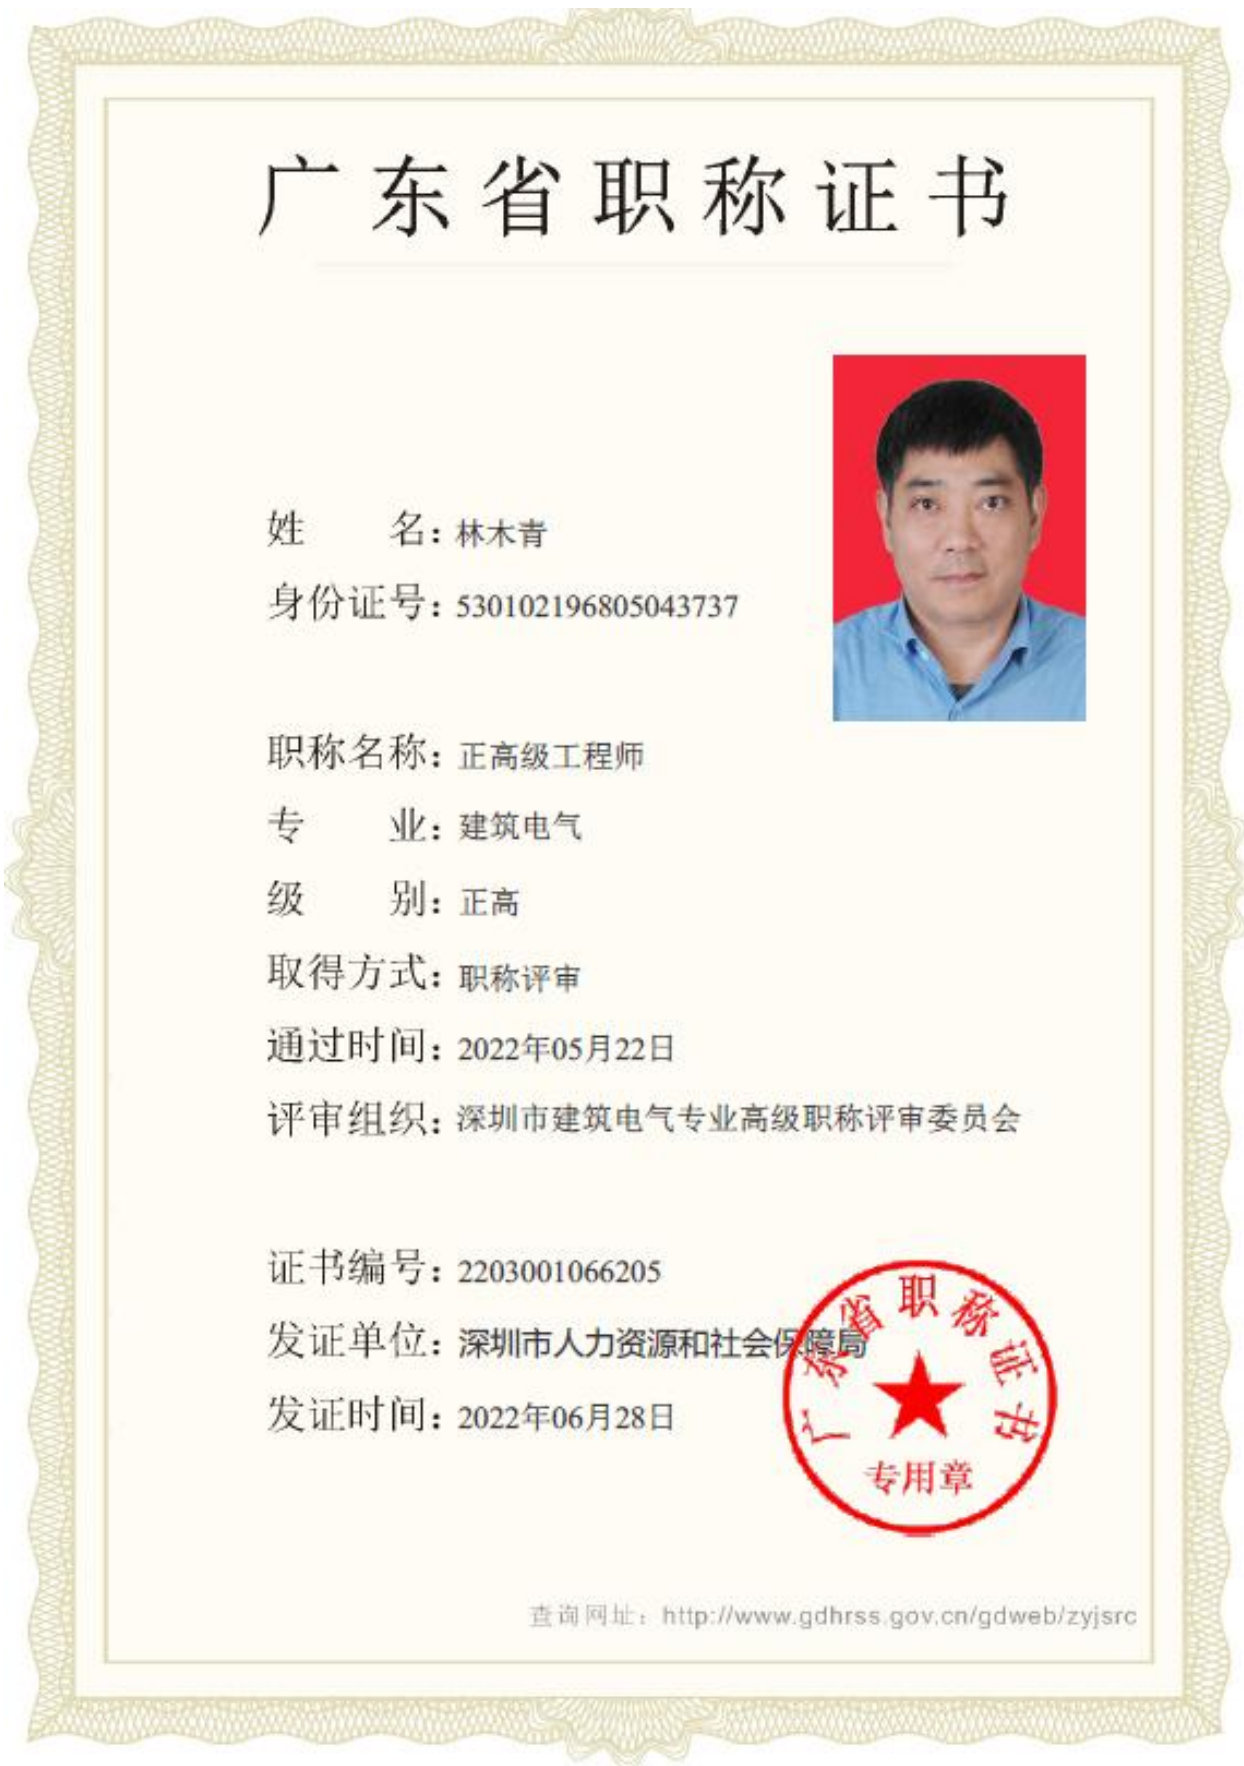 广东省职称证书
姓名：林木青
身份证号：530102196805043737
职称名称：正高级工程师
专业：建筑电气
级别：正高
取得方式：职称评审
通过时间：2022年05月22日
评审组织：深圳市建筑电气专业高级职称评审委员会
证书编号：2203001066205
发证单位：深圳市人力资源和社会保障局
发证时间：2022年06月28日
广东省职称证书
专用章
查询网址：http://www.gdhrss.gov.cn/gdweb/zyjsrc